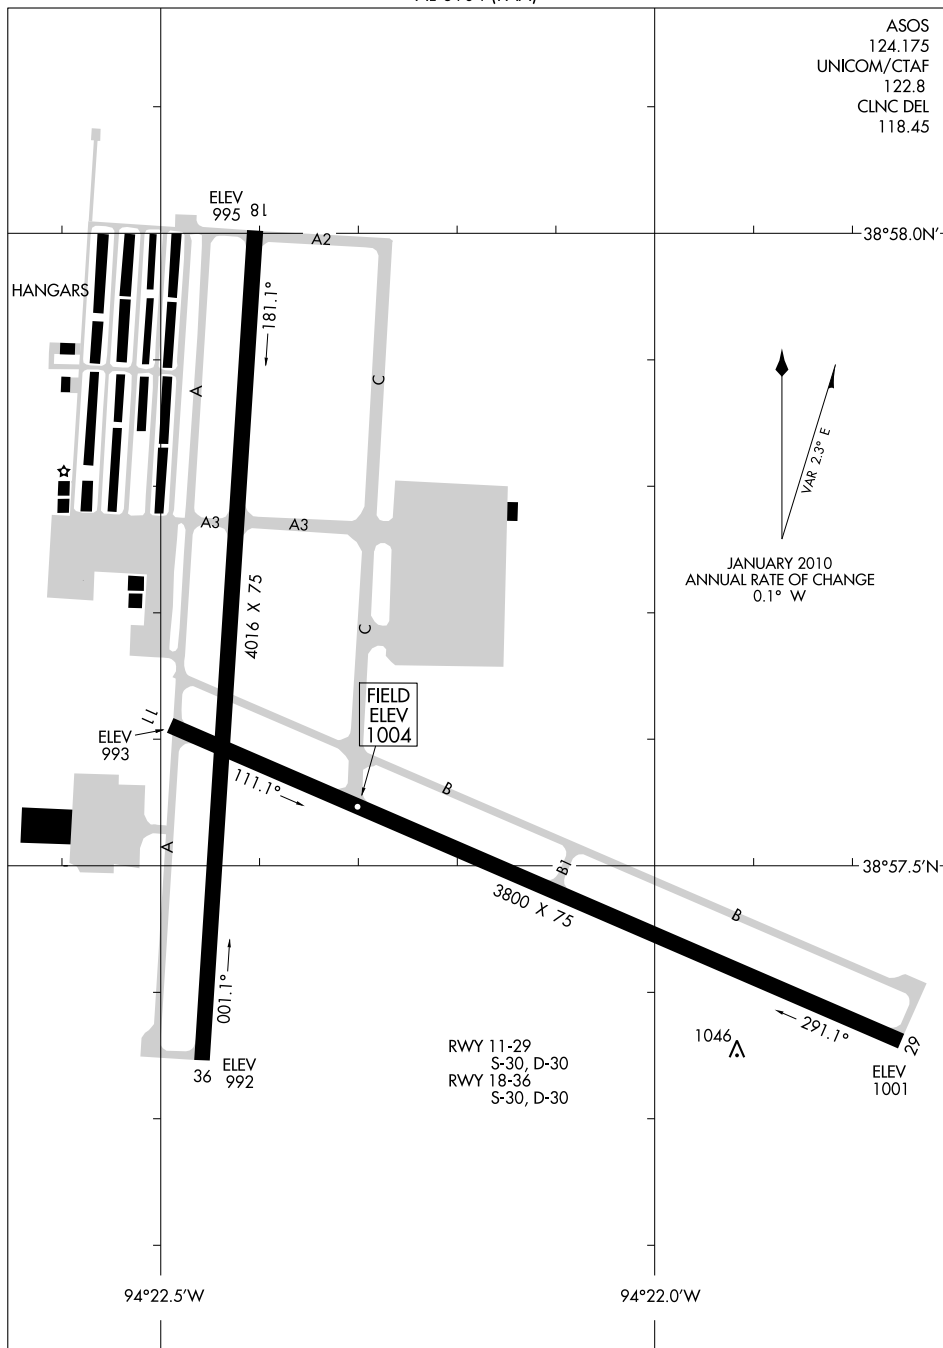 ASOS
124.175
UNICOM/CTAF
122.8
CLNC DEL
118.45
ELEV
995
18
A2
38°58.0N'
HANGARS
181.1°
A
C
VAR 2.3° E
A3
A3
JANUARY 2010
ANNUAL RATE OF CHANGE
0.1° W
4016 X 75
C
FIELD
ELEV
1004
11
ELEV
993
111.1°
B
A
B1
38°57.5'N
3800 X 75
B
001.1°
291.1°
1046
29
RWY 11-29
S-30, D-30
RWY 18-36
S-30, D-30
36
ELEV
992
ELEV
1001
94°22.5'W
94°22.0'W